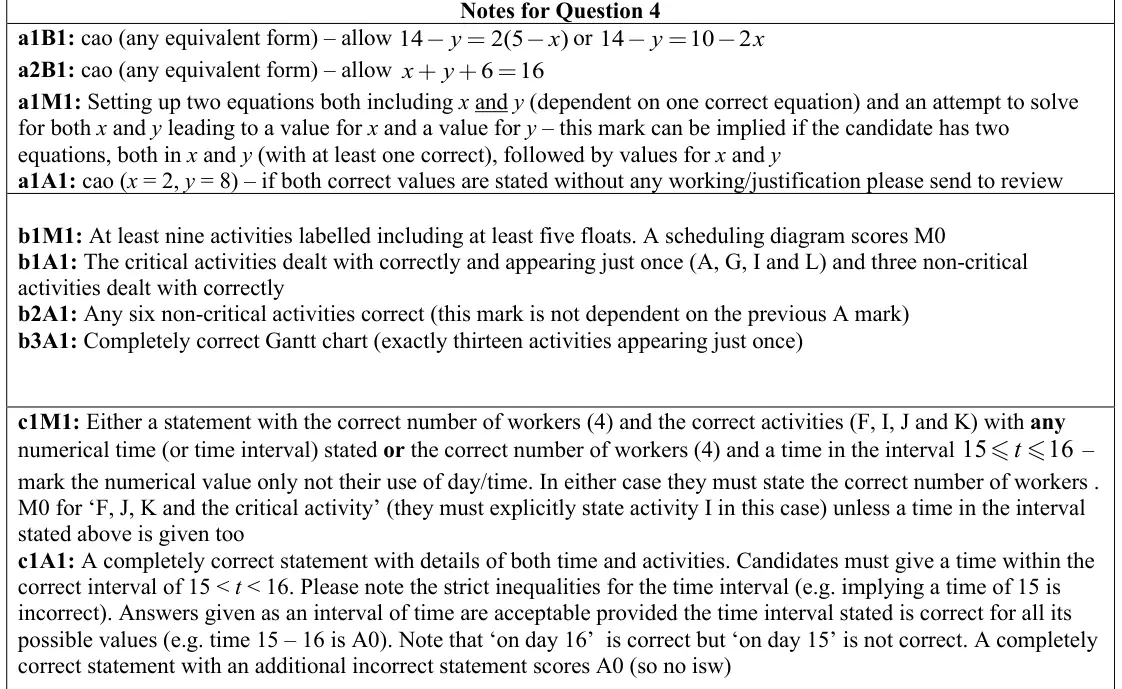 Notes for Question 4
a1B1: cao (any equivalent form) – allow 14 − y = 2(5 − x) or 14 − y = 10 − 2x
a2B1: cao (any equivalent form) – allow x + y + 6 = 16
a1M1: Setting up two equations both including x and y (dependent on one correct equation) and an attempt to solve
for both x and y leading to a value for x and a value for y – this mark can be implied if the candidate has two
equations, both in x and y (with at least one correct), followed by values for x and y
a1A1: cao (x = 2, y = 8) – if both correct values are stated without any working/justification please send to review
b1M1: At least nine activities labelled including at least five floats. A scheduling diagram scores M0
b1A1: The critical activities dealt with correctly and appearing just once (A, G, I and L) and three non-critical
activities dealt with correctly
b2A1: Any six non-critical activities correct (this mark is not dependent on the previous A mark)
b3A1: Completely correct Gantt chart (exactly thirteen activities appearing just once)
c1M1: Either a statement with the correct number of workers (4) and the correct activities (F, I, J and K) with any
numerical time (or time interval) stated or the correct number of workers (4) and a time in the interval 15 ⩽ t ⩽ 16 –
mark the numerical value only not their use of day/time. In either case they must state the correct number of workers .
M0 for ‘F, J, K and the critical activity’ (they must explicitly state activity I in this case) unless a time in the interval
stated above is given too
c1A1: A completely correct statement with details of both time and activities. Candidates must give a time within the
correct interval of 15 < t < 16. Please note the strict inequalities for the time interval (e.g. implying a time of 15 is
incorrect). Answers given as an interval of time are acceptable provided the time interval stated is correct for all its
possible values (e.g. time 15 – 16 is A0). Note that ‘on day 16’ is correct but ‘on day 15’ is not correct. A completely
correct statement with an additional incorrect statement scores A0 (so no isw)